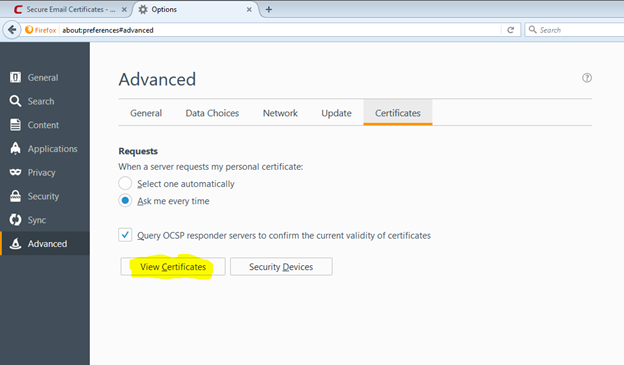 Secure Email Certificates - ... × Options × +
Firefox about:preferences#advanced Search
General
Search
Content
Applications
Privacy
Security
Sync
Advanced
Advanced ?
General Data Choices Network Update Certificates
Requests
When a server requests my personal certificate:
Select one automatically
Ask me every time
Query OCSP responder servers to confirm the current validity of certificates
View Certificates Security Devices